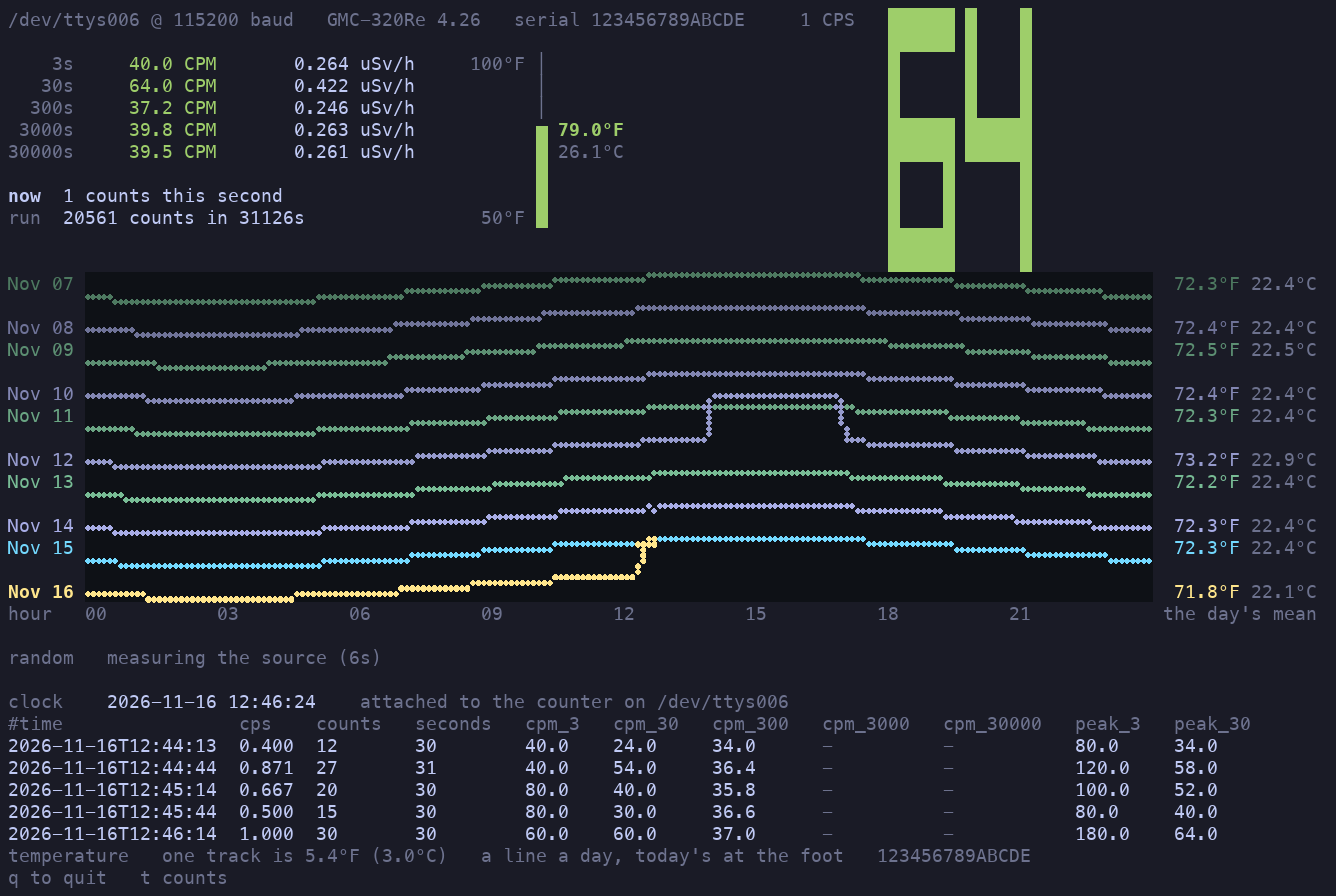 /dev/ttys006 @ 115200 baud   GMC-320Re 4.26   serial 123456789ABCDE     1 CPS
64
3s     40.0 CPM       0.264 uSv/h     100°F
30s     64.0 CPM       0.422 uSv/h
300s     37.2 CPM       0.246 uSv/h
3000s     39.8 CPM       0.263 uSv/h     79.0°F
30000s     39.5 CPM       0.261 uSv/h     26.1°C
now  1 counts this second
run  20561 counts in 31126s     50°F
Nov 07     72.3°F 22.4°C
Nov 08     72.4°F 22.4°C
Nov 09     72.5°F 22.5°C
Nov 10     72.4°F 22.4°C
Nov 11     72.3°F 22.4°C
Nov 12     73.2°F 22.9°C
Nov 13     72.2°F 22.4°C
Nov 14     72.3°F 22.4°C
Nov 15     72.3°F 22.4°C
Nov 16     71.8°F 22.1°C
hour   00   03   06   09   12   15   18   21   the day's mean
random   measuring the source (6s)
clock    2026-11-16 12:46:24    attached to the counter on /dev/ttys006
#time                cps    counts   seconds   cpm_3   cpm_30   cpm_300   cpm_3000   cpm_30000   peak_3   peak_30
2026-11-16T12:44:13  0.400  12       30        40.0    24.0     34.0      —          —           80.0     34.0
2026-11-16T12:44:44  0.871  27       31        40.0    54.0     36.4      —          —           120.0    58.0
2026-11-16T12:45:14  0.667  20       30        80.0    40.0     35.8      —          —           100.0    52.0
2026-11-16T12:45:44  0.500  15       30        80.0    30.0     36.6      —          —           80.0     40.0
2026-11-16T12:46:14  1.000  30       30        60.0    60.0     37.0      —          —           180.0    64.0
temperature   one track is 5.4°F (3.0°C)   a line a day, today's at the foot   123456789ABCDE
q to quit   t counts